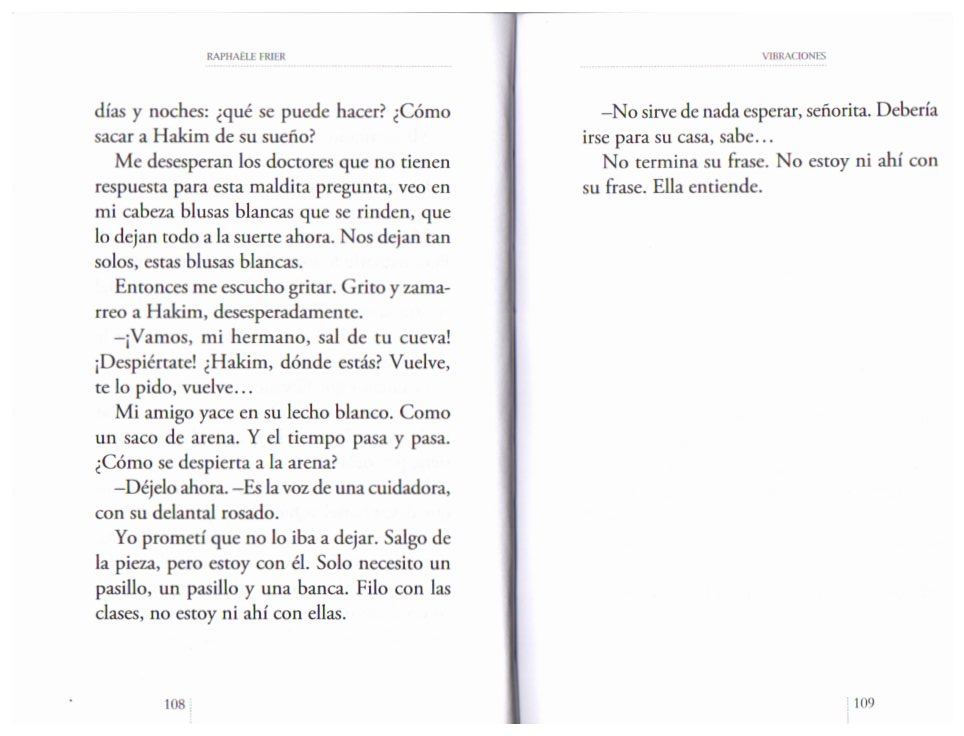 RAPHAËLE FRIER
días y noches: ¿qué se puede hacer? ¿Cómo
sacar a Hakim de su sueño?
Me desesperan los doctores que no tienen
respuesta para esta maldita pregunta, veo en
mi cabeza blusas blancas que se rinden, que
lo dejan todo a la suerte ahora. Nos dejan tan
solos, estas blusas blancas.
Entonces me escucho gritar. Grito y zama-
rreo a Hakim, desesperadamente.
–¡Vamos, mi hermano, sal de tu cueva!
¡Despiértate! ¿Hakim, dónde estás? Vuelve,
te lo pido, vuelve…
Mi amigo yace en su lecho blanco. Como
un saco de arena. Y el tiempo pasa y pasa.
¿Cómo se despierta a la arena?
–Déjelo ahora. –Es la voz de una cuidadora,
con su delantal rosado.
Yo prometí que no lo iba a dejar. Salgo de
la pieza, pero estoy con él. Solo necesito un
pasillo, un pasillo y una banca. Filo con las
clases, no estoy ni ahí con ellas.
108
VIBRACIONES
–No sirve de nada esperar, señorita. Debería
irse para su casa, sabe…
No termina su frase. No estoy ni ahí con
su frase. Ella entiende.
109